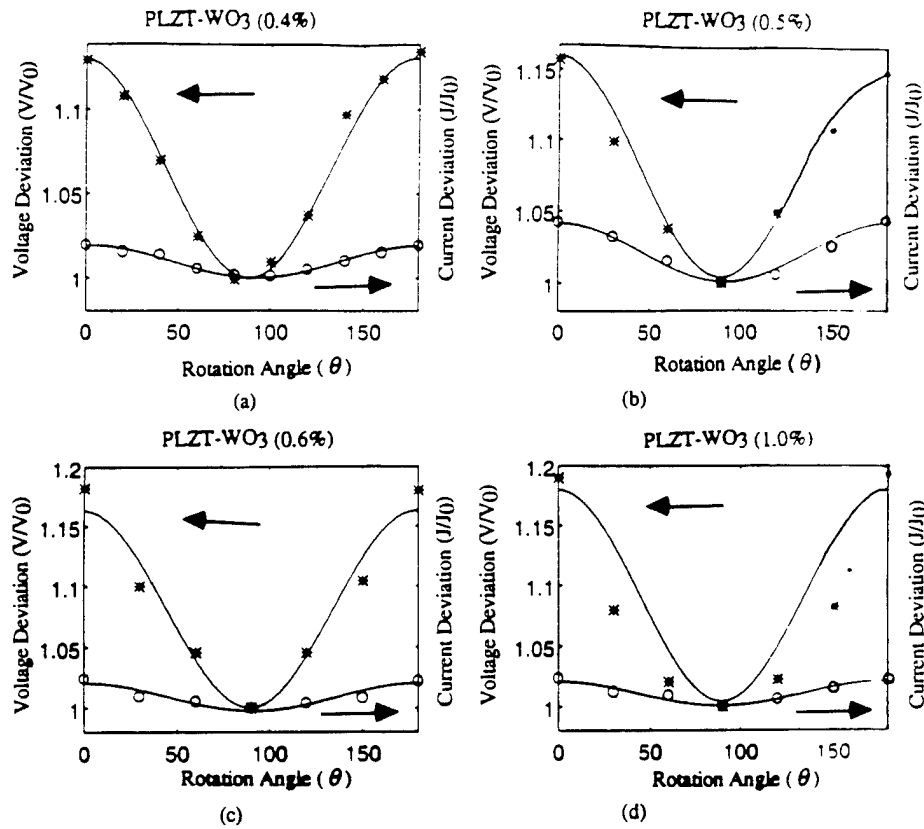 PLZT-WO3 (0.4%)
Voltage Deviation (V/V0)
1.1
1.05
1
0
50
100
150
Current Deviation (J/J0)
Rotation Angle (θ)
(a)
PLZT-WO3 (0.5%)
Voltage Deviation (V/V0)
1.15
1.1
1.05
1
0
50
100
150
Current Deviation (J/J0)
Rotation Angle (θ)
(b)
PLZT-WO3 (0.6%)
Voltage Deviation (V/V0)
1.2
1.15
1.1
1.05
1
0
50
100
150
Current Deviation (J/J0)
Rotation Angle (θ)
(c)
PLZT-WO3 (1.0%)
Voltage Deviation (V/V0)
1.2
1.15
1.1
1.05
1
0
50
100
150
Current Deviation (J/J0)
Rotation Angle (θ)
(d)